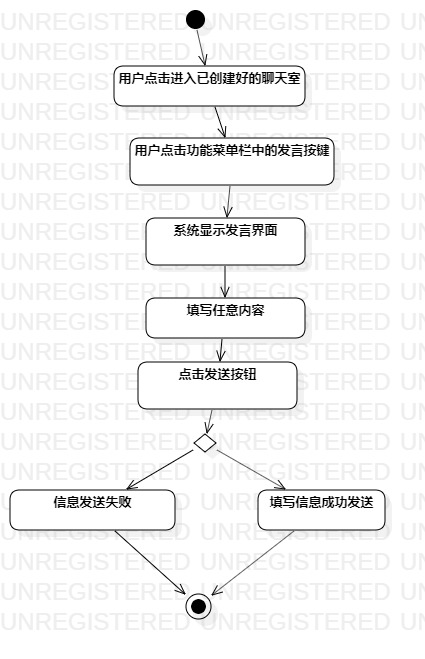 用户点击进入已创建好的聊天室
用户点击功能菜单栏中的发言按键
系统显示发言界面
填写任意内容
点击发送按钮
信息发送失败
填写信息成功发送
UNREGISTERED